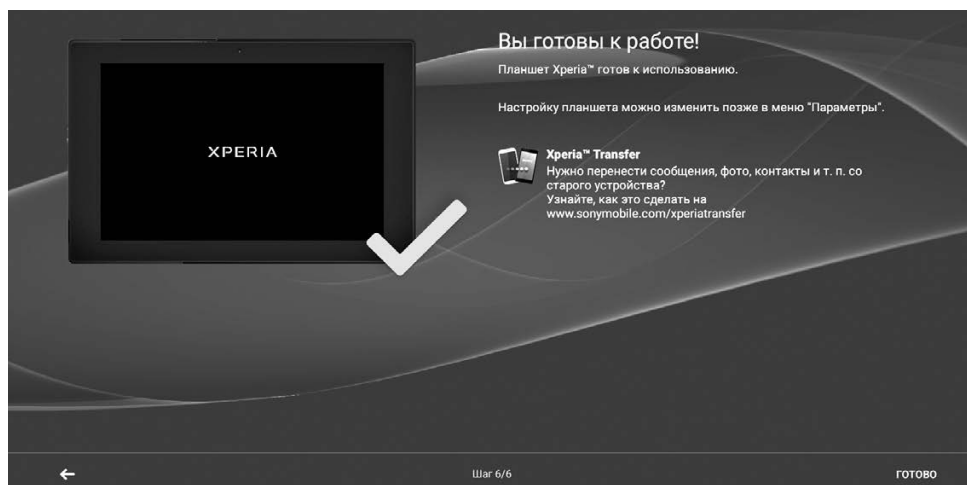 Вы готовы к работе!
Планшет Xperia™ готов к использованию.
Настройку планшета можно изменить позже в меню "Параметры".
XPERIA
Xperia™ Transfer
Нужно перенести сообщения, фото, контакты и т. п. со
старого устройства?
Узнайте, как это сделать на
www.sonymobile.com/xperiatransfer
Шаг 6/6
ГОТОВО